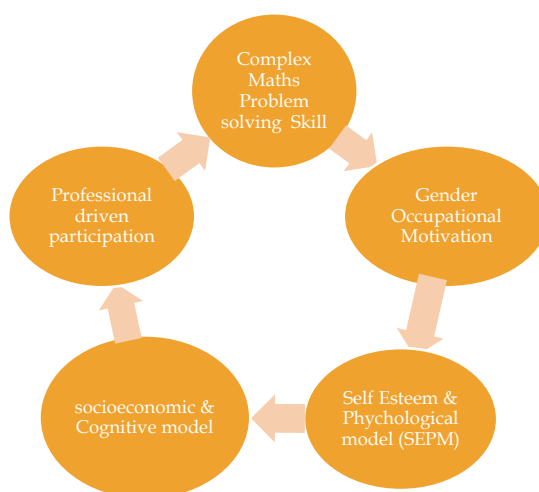 Complex
Maths
Problem
solving Skill
Gender
Occupational
Motivation
Self Esteem &
Phychological
model (SEPM)
socioeconomic &
Cognitive model
Professional
driven
participation